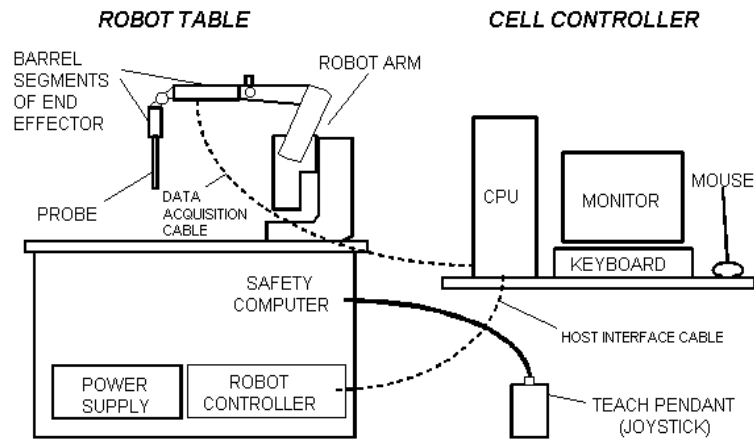 ROBOT TABLE
CELL CONTROLLER
BARREL
SEGMENTS
OF END
EFFECTOR
ROBOT ARM
PROBE
DATA
ACQUISITION
CABLE
CPU
MONITOR
MOUSE
KEYBOARD
SAFETY
COMPUTER
HOST INTERFACE CABLE
POWER
SUPPLY
ROBOT
CONTROLLER
TEACH PENDANT
(JOYSTICK)